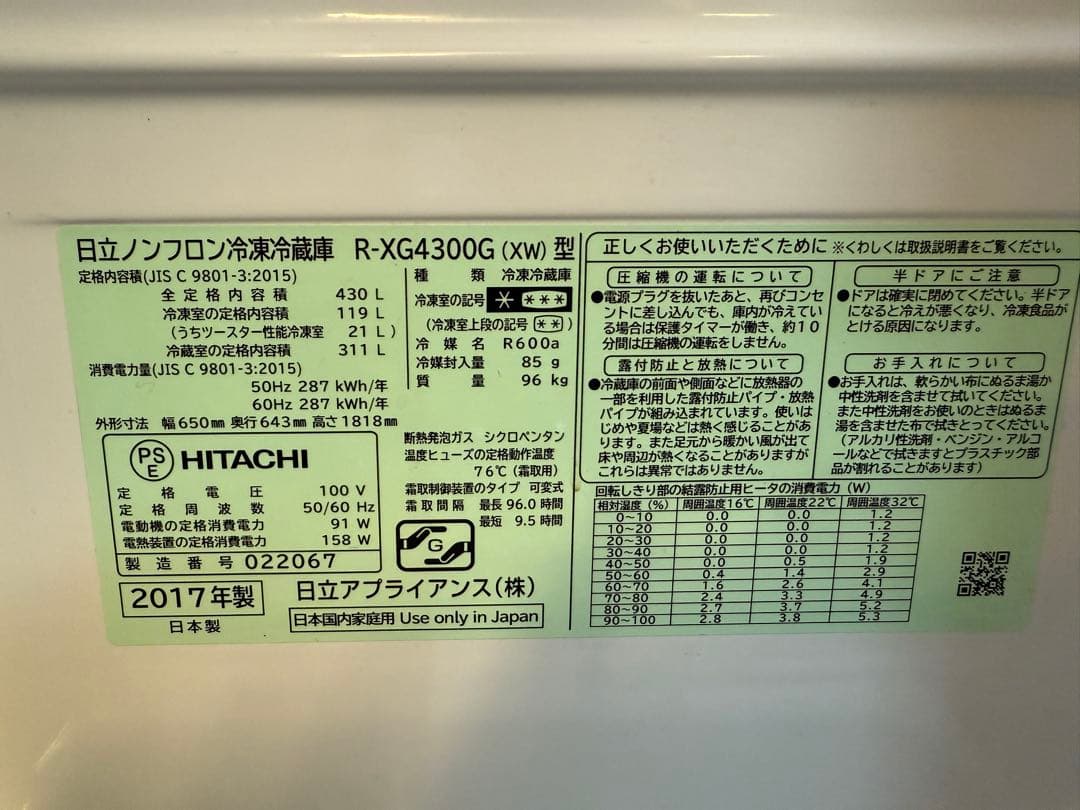 日立ノンフロン冷凍冷蔵庫 R-XG4300G (XW) 型
定格内容積(JIS C 9801-3:2015)
全定格内容積 430 L
冷凍室の定格内容積 119 L
(うちツースター性能冷凍室 21 L)
冷蔵室の定格内容積 311 L
消費電力量(JIS C 9801-3:2015)
50Hz 287 kWh/年
60Hz 287 kWh/年
外形寸法 幅650mm 奥行643mm 高さ1818mm
種類 冷凍冷蔵庫
冷凍室の記号 * ***
(冷凍室上段の記号 **)
冷媒名 R600a
冷媒封入量 85 g
質量 96 kg
PS
E
HITACHI
定格電圧 100 V
定格周波数 50/60 Hz
電動機の定格消費電力 91 W
電熱装置の定格消費電力 158 W
製造番号 022067
2017年製
日本製
断熱発泡ガス シクロペンタン
温度ヒューズの定格動作温度
76℃(霜取用)
霜取制御装置のタイプ 可変式
霜取間隔 最長 96.0 時間
最短 9.5 時間
G
日立アプライアンス(株)
日本国内家庭用 Use only in Japan
正しくお使いいただくために ※くわしくは取扱説明書をご覧ください。
圧縮機の運転について
●電源プラグを抜いたあと、再びコンセ
ントに差し込んでも、庫内が冷えてい
る場合は保護タイマーが働き、約10
分間は圧縮機の運転をしません。
露付防止と放熱について
●冷蔵庫の前面や側面などに放熱器の
一部を利用した露付防止パイプ・放熱
パイプが組み込まれています。使いは
じめや夏場などは熱く感じることがあ
ります。また足元から暖かい風が出て
床や周辺が熱くなることがありますが
これらは異常ではありません。
半ドアにご注意
●ドアは確実に閉めてください。半ドア
になると冷えが悪くなり、冷凍食品が
とける原因になります。
お手入れについて
●お手入れは、軟らかい布にぬるま湯か
中性洗剤を含ませて拭いてください。
また中性洗剤をお使いのときはぬるま
湯を含ませた布で拭きとってください。
(アルカリ性洗剤・ベンジン・アルコ
ールなどで拭きますとプラスチック部
品が割れることがあります)
回転しきり部の結露防止用ヒータの消費電力(W)
相対湿度(%) 周囲温度16℃ 周囲温度22℃ 周囲温度32℃
0~10 0.0 0.0 1.2
10~20 0.0 0.0 1.2
20~30 0.0 0.0 1.2
30~40 0.0 0.0 1.2
40~50 0.0 0.5 1.9
50~60 0.4 1.4 2.9
60~70 1.6 2.6 4.1
70~80 2.4 3.3 4.9
80~90 2.7 3.7 5.2
90~100 2.8 3.8 5.3